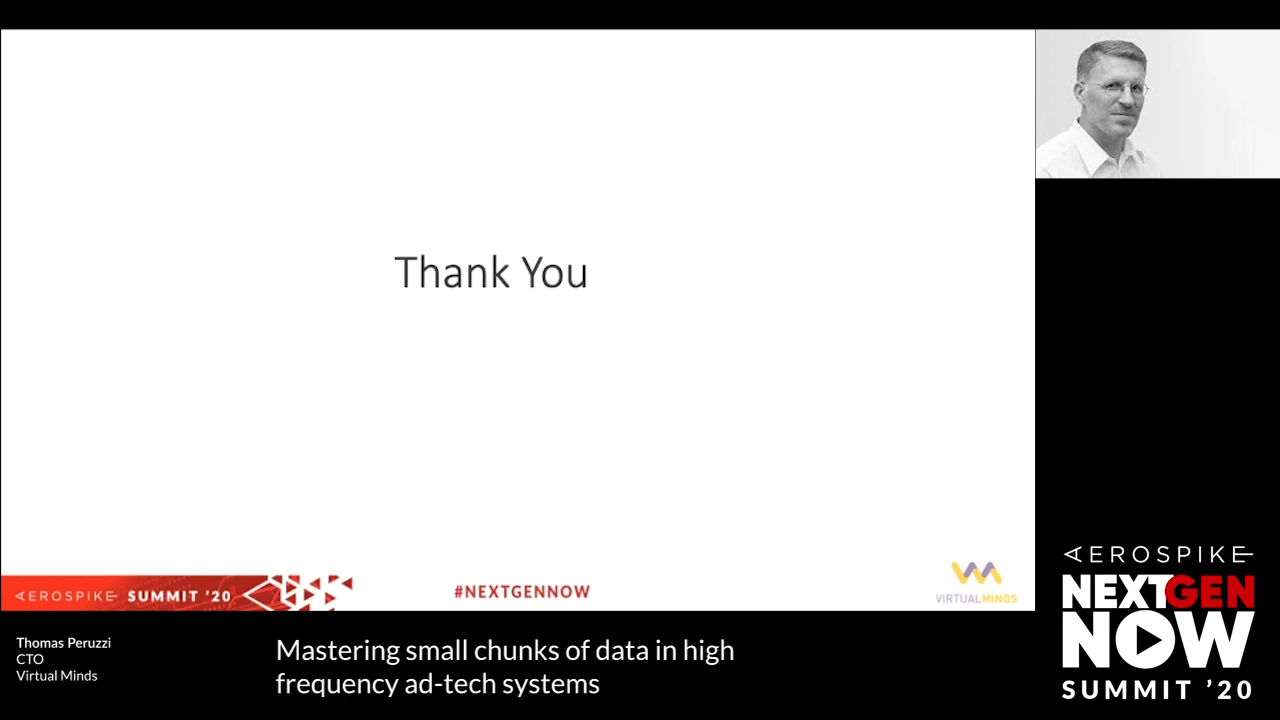 Thank You
AEROSPIKE SUMMIT '20
#NEXTGENNOW
VIRTUALMINDS
Thomas Peruzzi
CTO
Virtual Minds
Mastering small chunks of data in high
frequency ad-tech systems
AEROSPIKE
NEXTGEN
NOW
SUMMIT '20